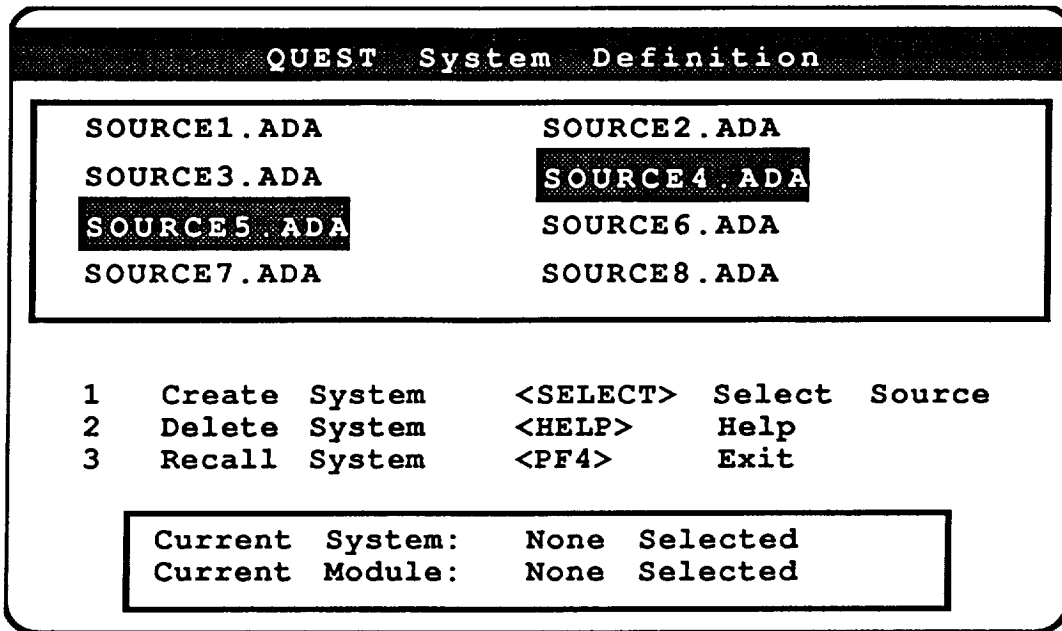 QUEST System Definition
SOURCE1.ADA SOURCE2.ADA
SOURCE3.ADA SOURCE4.ADA
SOURCE5.ADA SOURCE6.ADA
SOURCE7.ADA SOURCE8.ADA
1 Create System <SELECT> Select Source
2 Delete System <HELP> Help
3 Recall System <PF4> Exit
Current System: None Selected
Current Module: None Selected